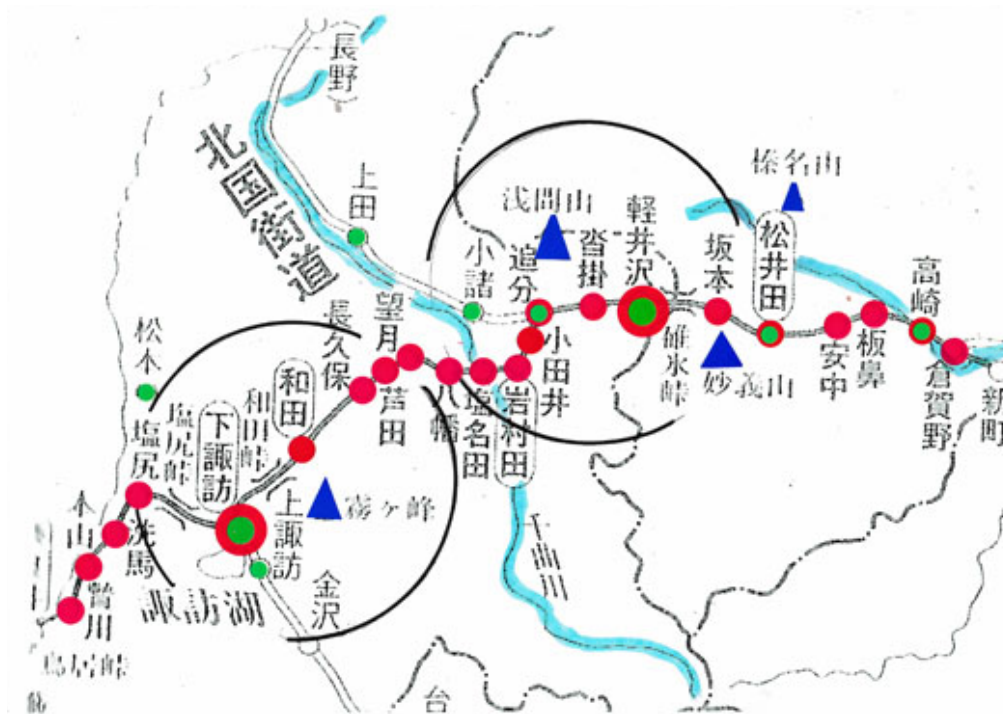 長野
北国街道
上田
小諸
浅間山
追分
沓掛
軽井沢
碓氷峠
坂本
妙義山
榛名山
松井田
安中
板鼻
高崎
倉賀野
新町
小田井
岩村田
塩名田
八幡
望月
芦田
長久保
和田
和田峠
霧ヶ峰
下諏訪
上諏訪
諏訪湖
金沢
松本
塩尻峠
塩尻
洗馬
本山
贄川
鳥居峠
千曲川
台